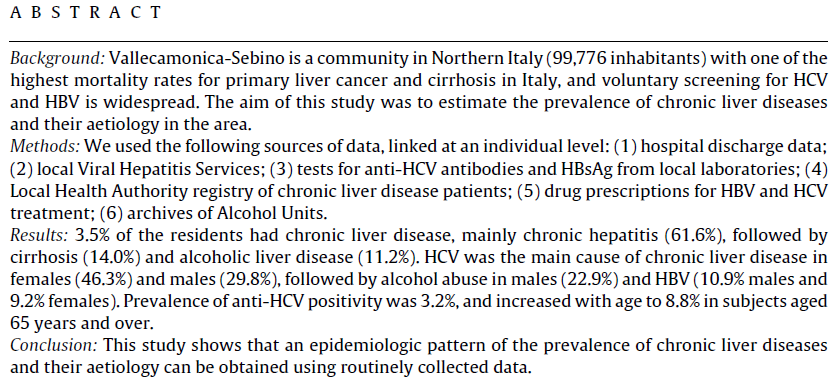 A B S T R A C T
Background: Vallecamonica-Sebino is a community in Northern Italy (99,776 inhabitants) with one of the
highest mortality rates for primary liver cancer and cirrhosis in Italy, and voluntary screening for HCV
and HBV is widespread. The aim of this study was to estimate the prevalence of chronic liver diseases
and their aetiology in the area.
Methods: We used the following sources of data, linked at an individual level: (1) hospital discharge data;
(2) local Viral Hepatitis Services; (3) tests for anti-HCV antibodies and HBsAg from local laboratories; (4)
Local Health Authority registry of chronic liver disease patients; (5) drug prescriptions for HBV and HCV
treatment; (6) archives of Alcohol Units.
Results: 3.5% of the residents had chronic liver disease, mainly chronic hepatitis (61.6%), followed by
cirrhosis (14.0%) and alcoholic liver disease (11.2%). HCV was the main cause of chronic liver disease in
females (46.3%) and males (29.8%), followed by alcohol abuse in males (22.9%) and HBV (10.9% males and
9.2% females). Prevalence of anti-HCV positivity was 3.2%, and increased with age to 8.8% in subjects aged
65 years and over.
Conclusion: This study shows that an epidemiologic pattern of the prevalence of chronic liver diseases
and their aetiology can be obtained using routinely collected data.